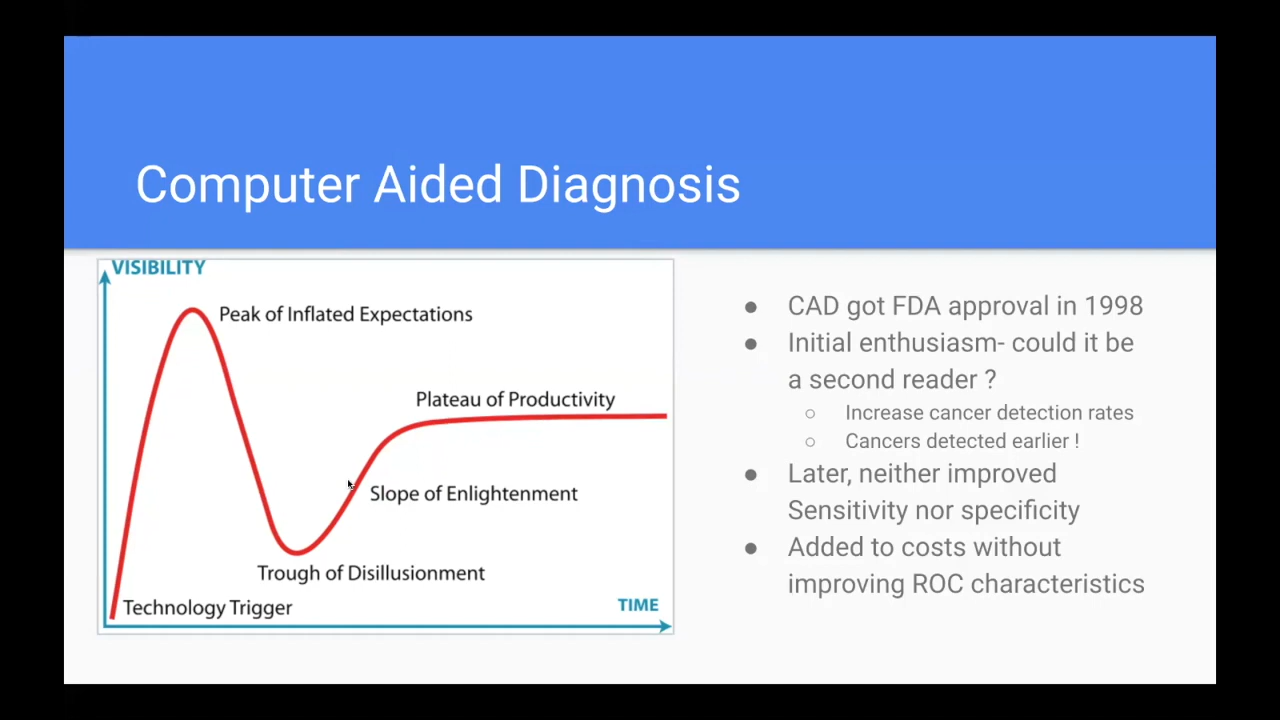 Computer Aided Diagnosis
VISIBILITY
Peak of Inflated Expectations
Plateau of Productivity
Slope of Enlightenment
Trough of Disillusionment
Technology Trigger
TIME
● CAD got FDA approval in 1998
● Initial enthusiasm- could it be
a second reader ?
○ Increase cancer detection rates
○ Cancers detected earlier !
● Later, neither improved
Sensitivity nor specificity
● Added to costs without
improving ROC characteristics